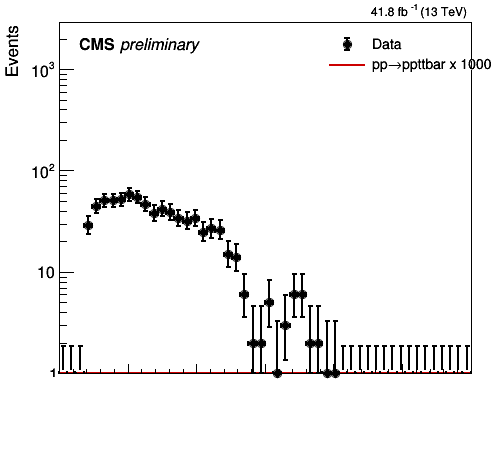 41.8 fb⁻¹ (13 TeV)
Events
CMS preliminary
Data
pp→ppttbar x 1000
10³
10²
10
1